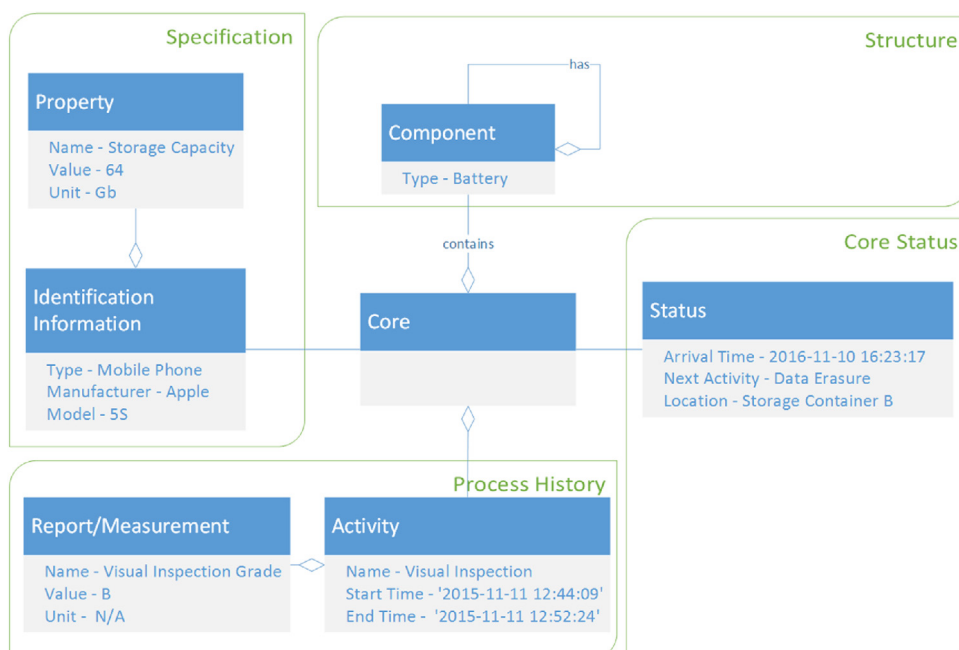 Specification
Property
Name - Storage Capacity
Value - 64
Unit - Gb
Identification
Information
Type - Mobile Phone
Manufacturer - Apple
Model - 5S
Structure
has
Component
Type - Battery
contains
Core
Core Status
Status
Arrival Time - 2016-11-10 16:23:17
Next Activity - Data Erasure
Location - Storage Container B
Process History
Report/Measurement
Name - Visual Inspection Grade
Value - B
Unit - N/A
Activity
Name - Visual Inspection
Start Time - '2015-11-11 12:44:09'
End Time - '2015-11-11 12:52:24'